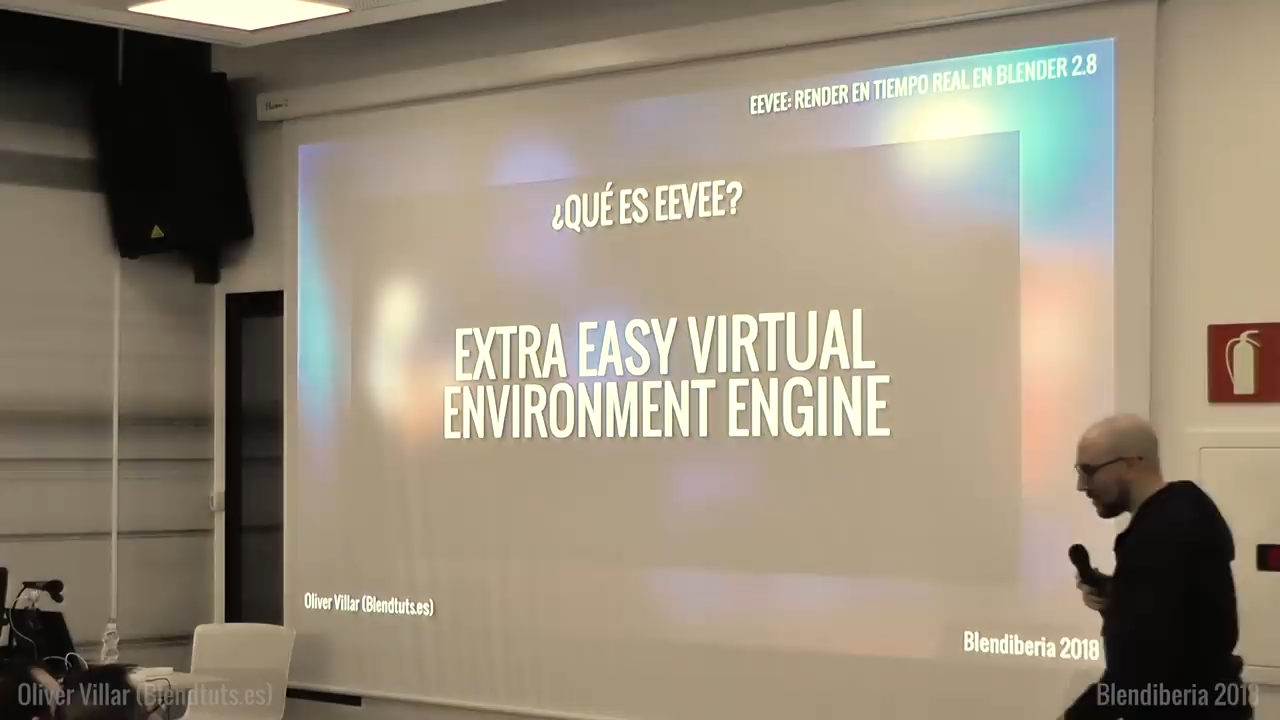 EEVEE: RENDER EN TIEMPO REAL EN BLENDER 2.8
¿QUÉ ES EEVEE?
EXTRA EASY VIRTUAL
ENVIRONMENT ENGINE
Oliver Villar (Blendtuts.es)
Blendiberia 2018
Oliver Villar (Blendtuts.es)
Blendiberia 2018